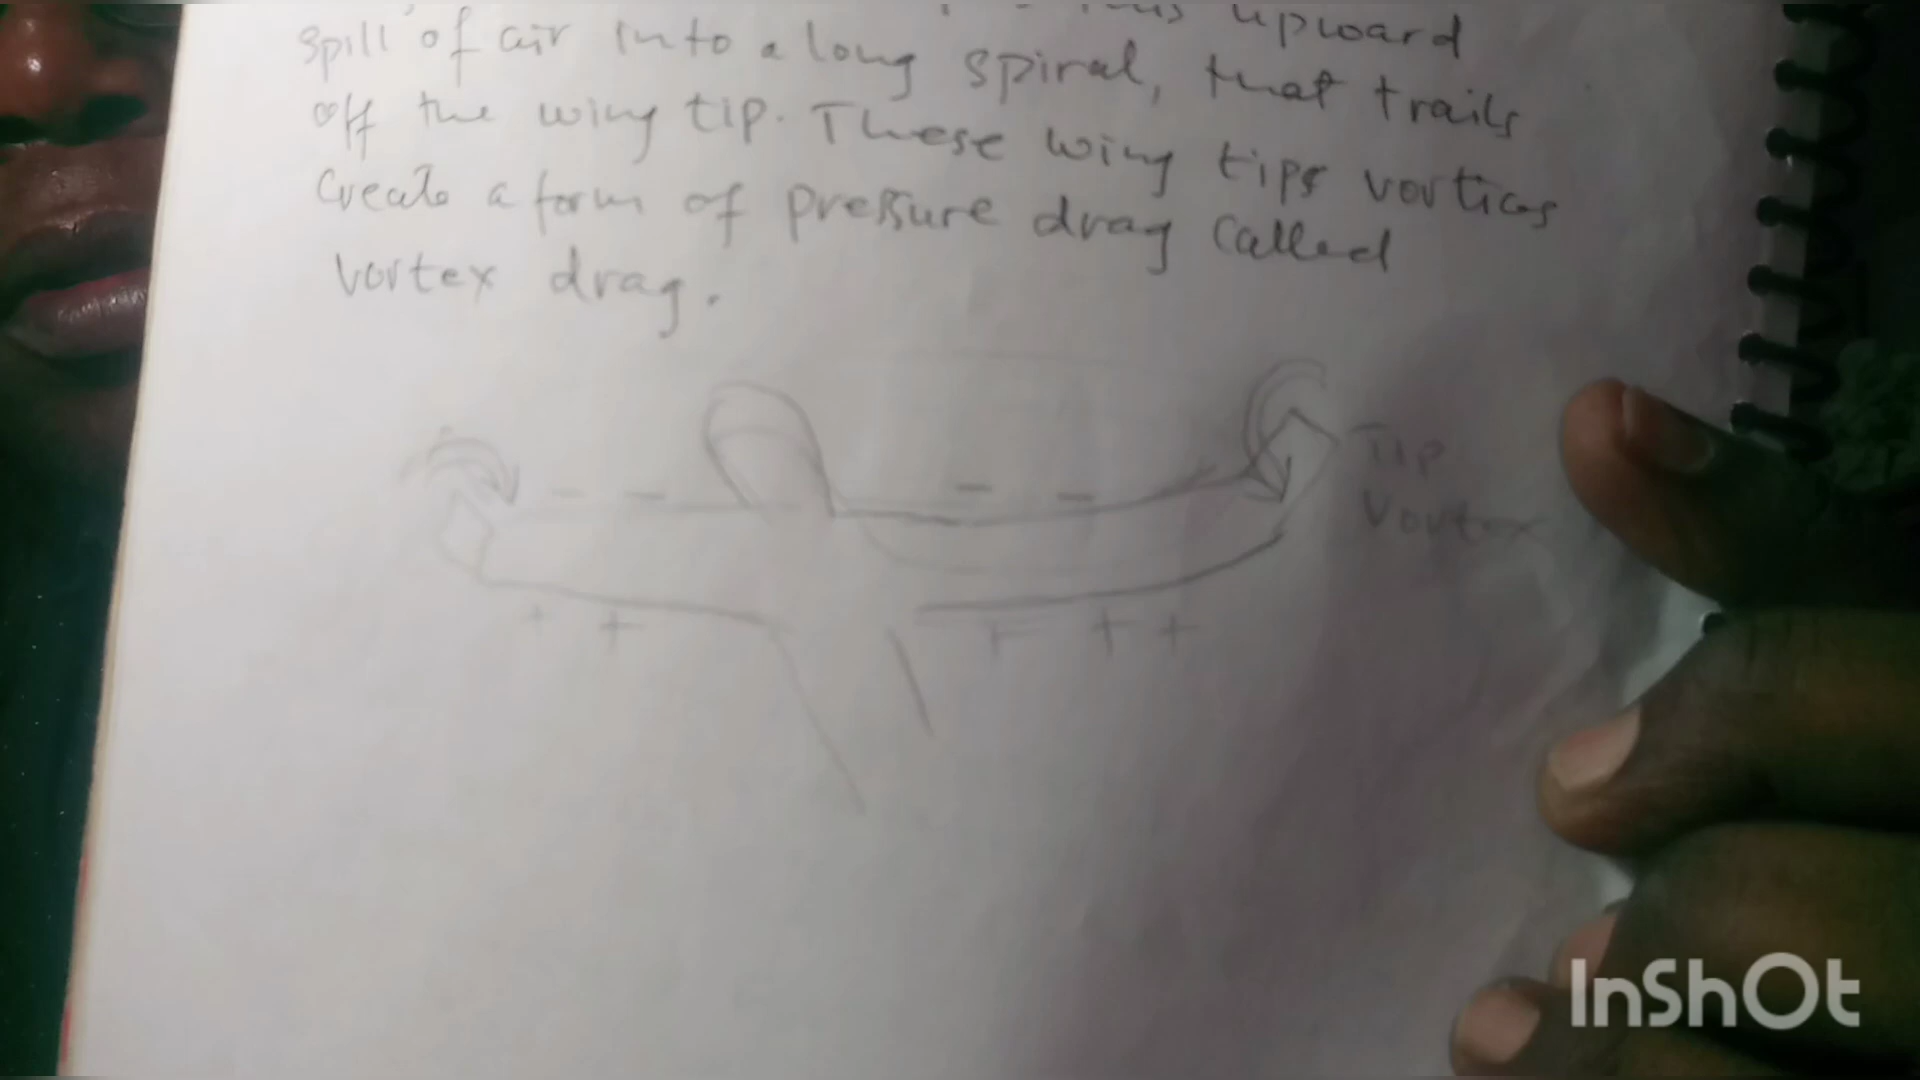 upward
spill of air into a long spiral, that trails
off the wing tip. These wing tips vortices
Create a form of pressure drag called
Vortex drag.
Tip
Vortex
- - - -
+ + + + +
InShOt